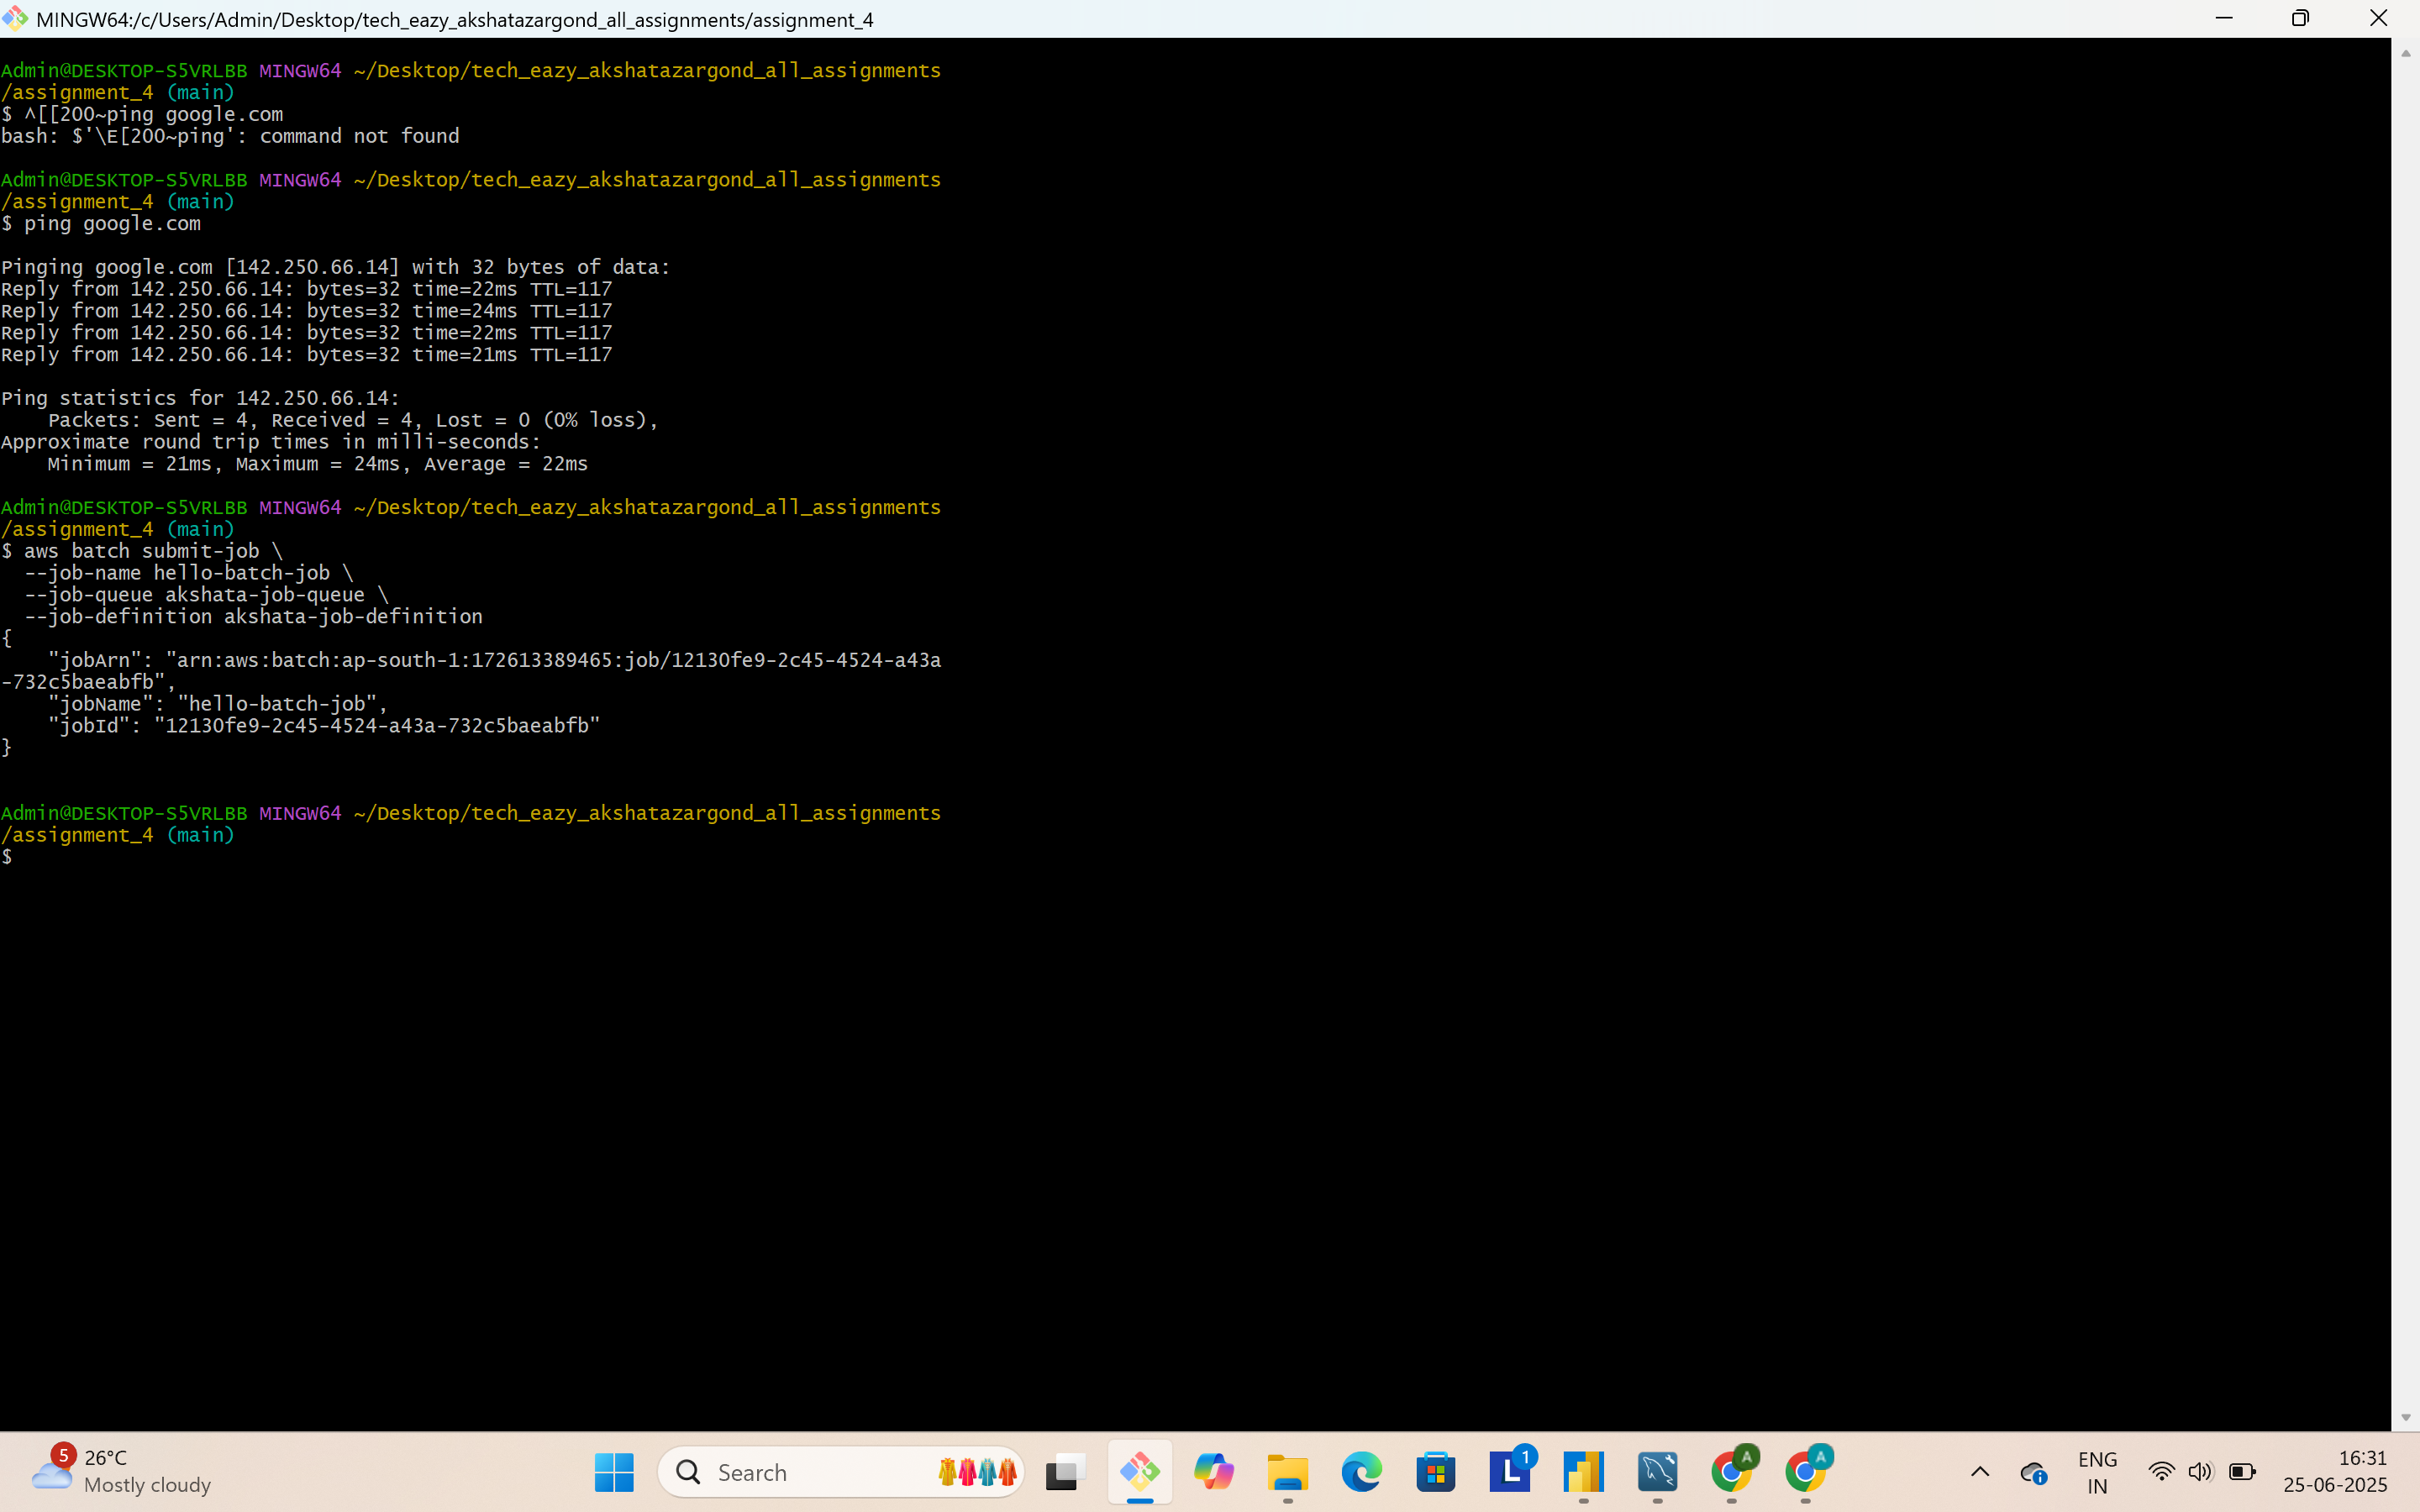 MINGW64:/c/Users/Admin/Desktop/tech_eazy_akshatazargond_all_assignments/assignment_4
Admin@DESKTOP-S5VRLBB MINGW64 ~/Desktop/tech_eazy_akshatazargond_all_assignments
/assignment_4 (main)
$ ^[[200~ping google.com
bash: $'\E[200~ping': command not found
Admin@DESKTOP-S5VRLBB MINGW64 ~/Desktop/tech_eazy_akshatazargond_all_assignments
/assignment_4 (main)
$ ping google.com
Pinging google.com [142.250.66.14] with 32 bytes of data:
Reply from 142.250.66.14: bytes=32 time=22ms TTL=117
Reply from 142.250.66.14: bytes=32 time=24ms TTL=117
Reply from 142.250.66.14: bytes=32 time=22ms TTL=117
Reply from 142.250.66.14: bytes=32 time=21ms TTL=117
Ping statistics for 142.250.66.14:
    Packets: Sent = 4, Received = 4, Lost = 0 (0% loss),
Approximate round trip times in milli-seconds:
    Minimum = 21ms, Maximum = 24ms, Average = 22ms
Admin@DESKTOP-S5VRLBB MINGW64 ~/Desktop/tech_eazy_akshatazargond_all_assignments
/assignment_4 (main)
$ aws batch submit-job \
  --job-name hello-batch-job \
  --job-queue akshata-job-queue \
  --job-definition akshata-job-definition
{
    "jobArn": "arn:aws:batch:ap-south-1:172613389465:job/12130fe9-2c45-4524-a43a
-732c5baeabfb",
    "jobName": "hello-batch-job",
    "jobId": "12130fe9-2c45-4524-a43a-732c5baeabfb"
}
Admin@DESKTOP-S5VRLBB MINGW64 ~/Desktop/tech_eazy_akshatazargond_all_assignments
/assignment_4 (main)
$
5
26°C
Mostly cloudy
Search
L
1
A
A
ENG
IN
16:31
25-06-2025